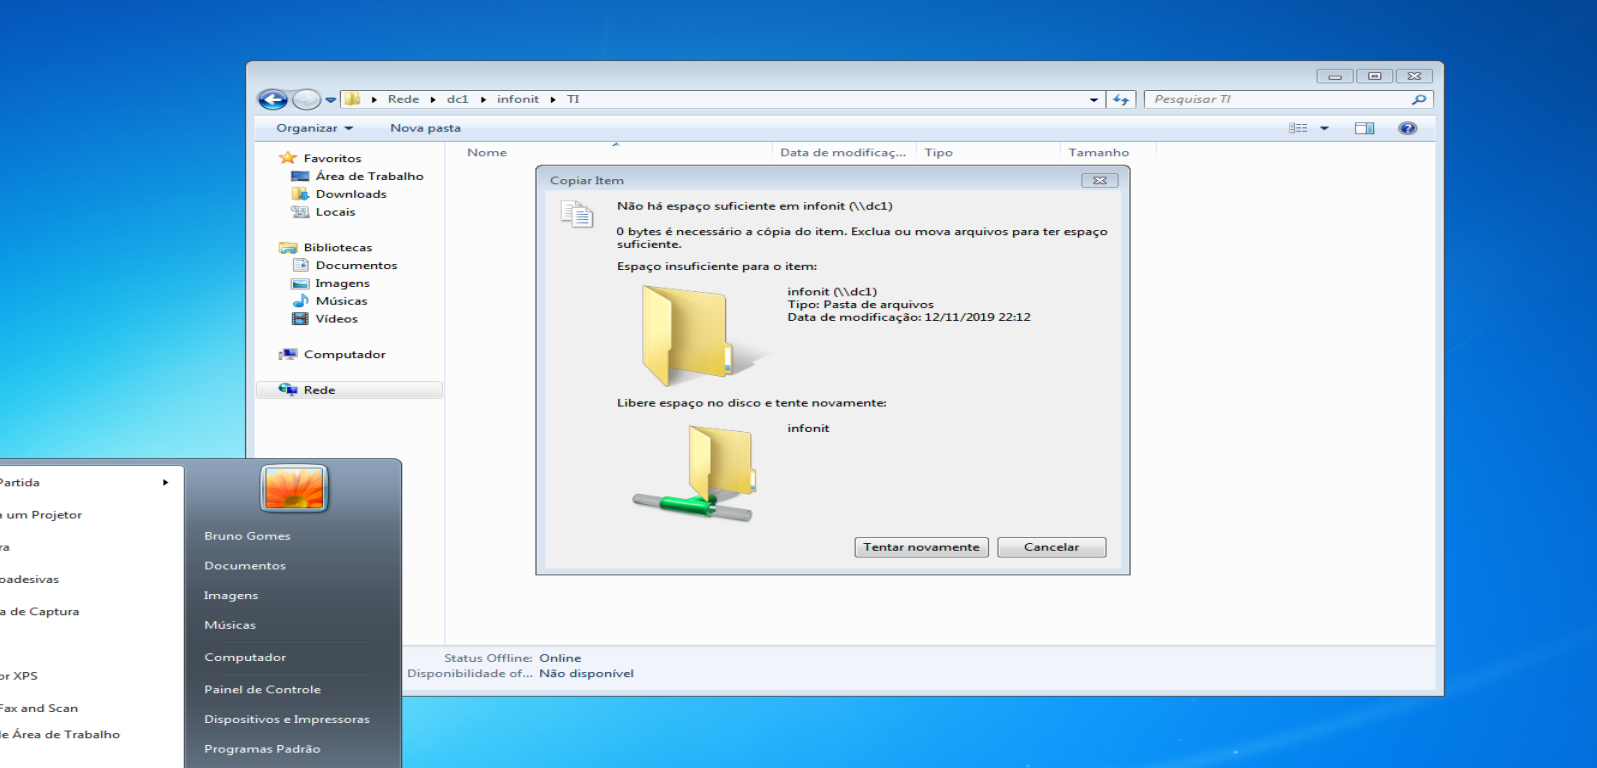 Rede dc1 infonit TI
Pesquisar TI
Organizar
Nova pasta
Nome
Data de modificaç...
Tipo
Tamanho
Favoritos
Área de Trabalho
Downloads
Locais
Bibliotecas
Documentos
Imagens
Músicas
Vídeos
Computador
Rede
Copiar Item
Não há espaço suficiente em infonit (\\dc1)
0 bytes é necessário a cópia do item. Exclua ou mova arquivos para ter espaço
suficiente.
Espaço insuficiente para o item:
infonit (\\dc1)
Tipo: Pasta de arquivos
Data de modificação: 12/11/2019 22:12
Libere espaço no disco e tente novamente:
infonit
Tentar novamente
Cancelar
Status Offline: Online
Disponibilidade of... Não disponível
Partida
um Projetor
ra
oadesivas
a de Captura
or XPS
Fax and Scan
de Área de Trabalho
Bruno Gomes
Documentos
Imagens
Músicas
Computador
Painel de Controle
Dispositivos e Impressoras
Programas Padrão